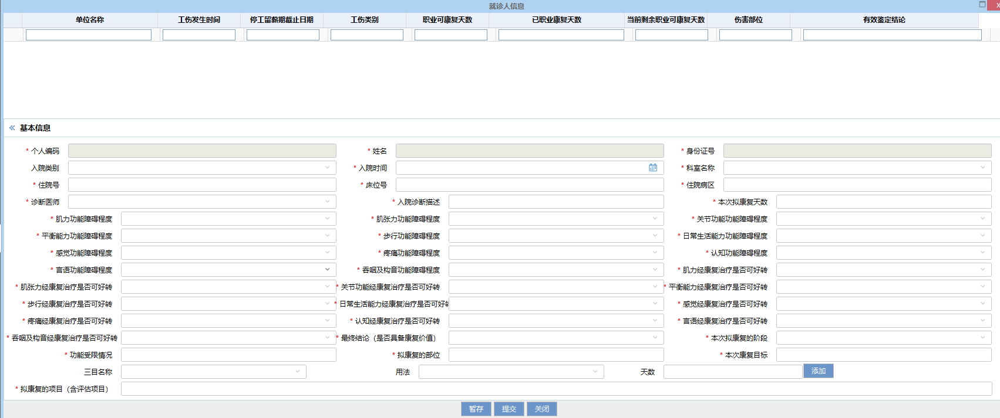 就诊人信息
单位名称 工伤发生时间 停工留薪期截止日期 工伤类别 职业可康复天数 已职业康复天数 当前剩余职业可康复天数 伤害部位 有效鉴定结论
基本信息
* 个人编码 * 姓名 * 身份证号
入院类别 * 入院时间 * 科室名称
* 住院号 * 床位号 * 住院病区
* 诊断医师 * 入院诊断描述 * 本次拟康复天数
* 肌力功能障碍程度 * 肌张力功能障碍程度 * 关节功能功能障碍程度
* 平衡能力功能障碍程度 * 步行功能障碍程度 * 日常生活能力功能障碍程度
* 感觉功能障碍程度 * 疼痛功能障碍程度 * 认知功能障碍程度
* 言语功能障碍程度 * 吞咽及构音功能障碍程度 * 肌力经康复治疗是否可好转
* 肌张力经康复治疗是否可好转 * 关节功能经康复治疗是否可好转 * 平衡能力经康复治疗是否可好转
* 步行经康复治疗是否可好转 * 日常生活能力经康复治疗是否可好转 * 感觉经康复治疗是否可好转
* 疼痛经康复治疗是否可好转 * 认知经康复治疗是否可好转 * 言语经康复治疗是否可好转
* 吞咽及构音经康复治疗是否可好转 * 最终结论（是否具备康复价值） * 本次拟康复的阶段
* 功能受限情况 * 拟康复的部位 * 本次康复目标
三目名称 用法 天数 添加
* 拟康复的项目（含评估项目）
暂存 提交 关闭